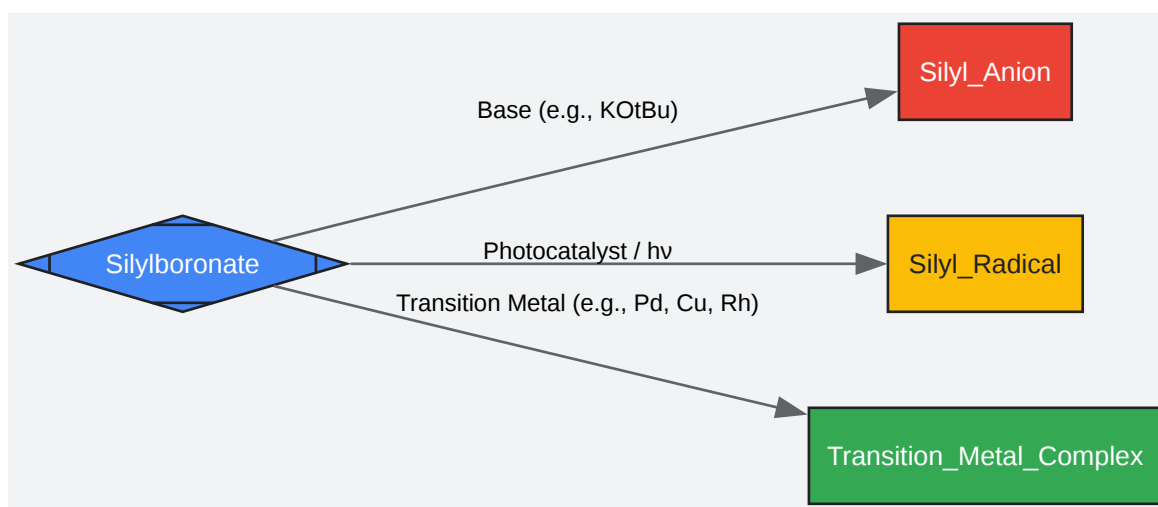 Silyl_Anion
Base (e.g., KOtBu)
Silylboronate
Photocatalyst / hν
Silyl_Radical
Transition Metal (e.g., Pd, Cu, Rh)
Transition_Metal_Complex